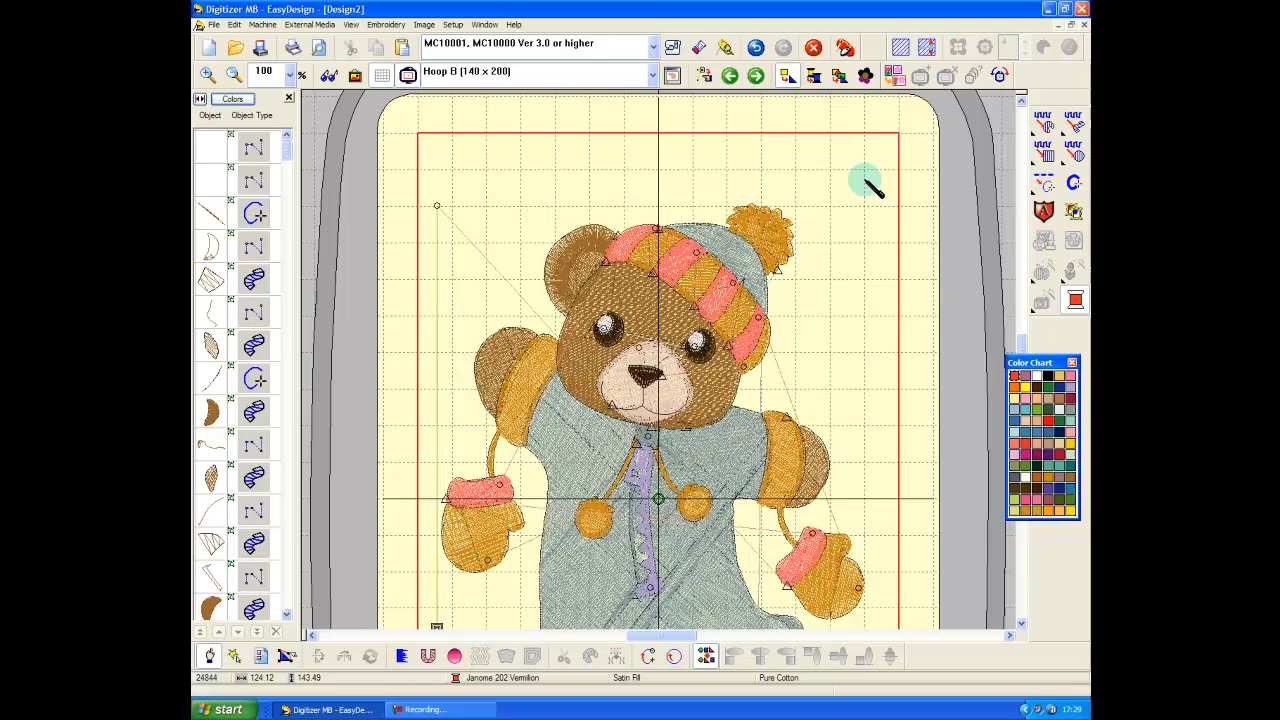 Digitizer MB - EasyDesign - [Design2]
File Edit Machine External Media View Embroidery Image Setup Window Help
MC10001, MC10000 Ver 3.0 or higher
100 % Hoop B (140 x 200)
Colors
Object Object Type
Color Chart
24844 124.12 143.49 Janome 202 Vermilion Satin Fill Pure Cotton
start Digitizer MB - EasyDe... Recording... 17:29